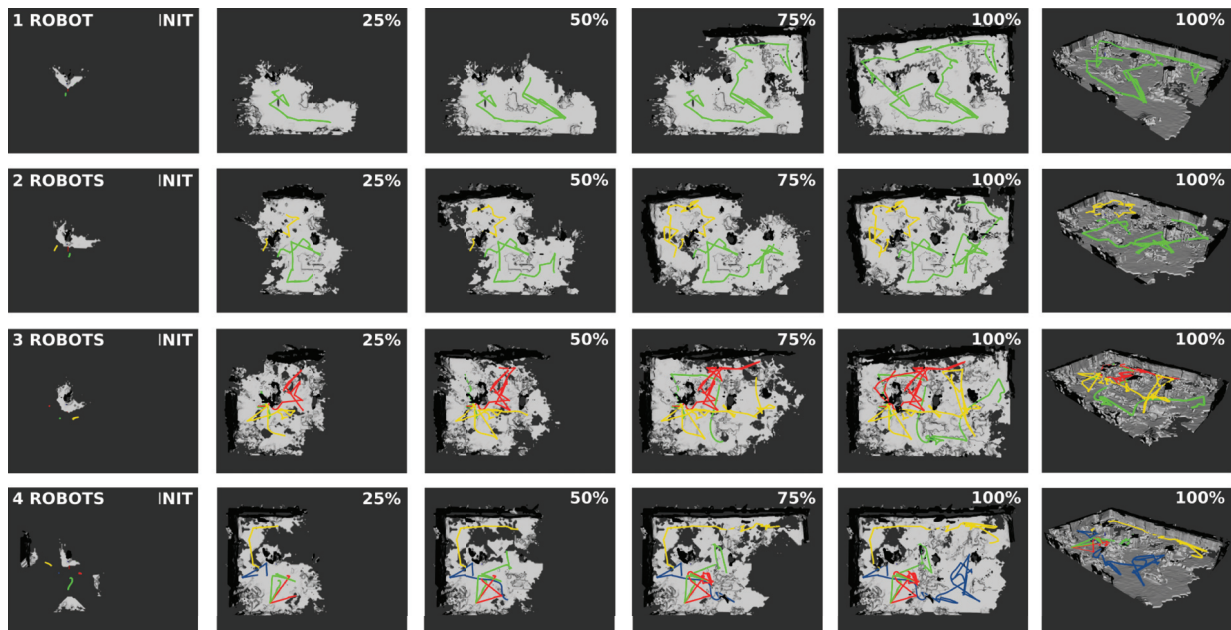 1 ROBOT INIT 25% 50% 75% 100% 100%
2 ROBOTS INIT 25% 50% 75% 100% 100%
3 ROBOTS INIT 25% 50% 75% 100% 100%
4 ROBOTS INIT 25% 50% 75% 100% 100%